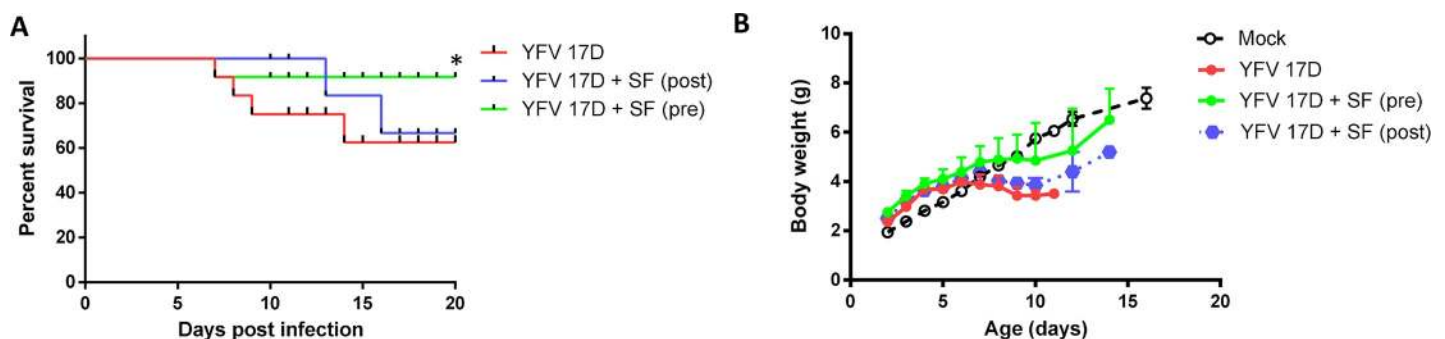 A
Percent survival
100
80
60
40
20
0
0 5 10 15 20
Days post infection
*
YFV 17D
YFV 17D + SF (post)
YFV 17D + SF (pre)
B
Body weight (g)
10
8
6
4
2
0
0 5 10 15 20
Age (days)
Mock
YFV 17D
YFV 17D + SF (pre)
YFV 17D + SF (post)